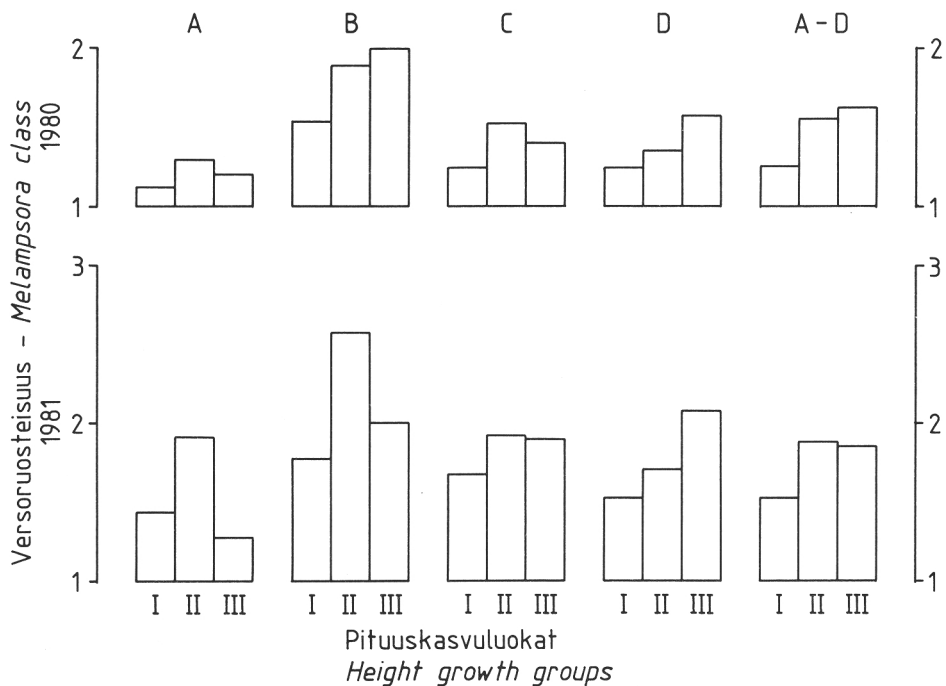 A B C D A – D
2 2
1 1
3 3
2 2
1 1
Versoruosteisuus – Melampsora class
1981 1980
I II III I II III I II III I II III I II III
Pituuskasvuluokat
Height growth groups